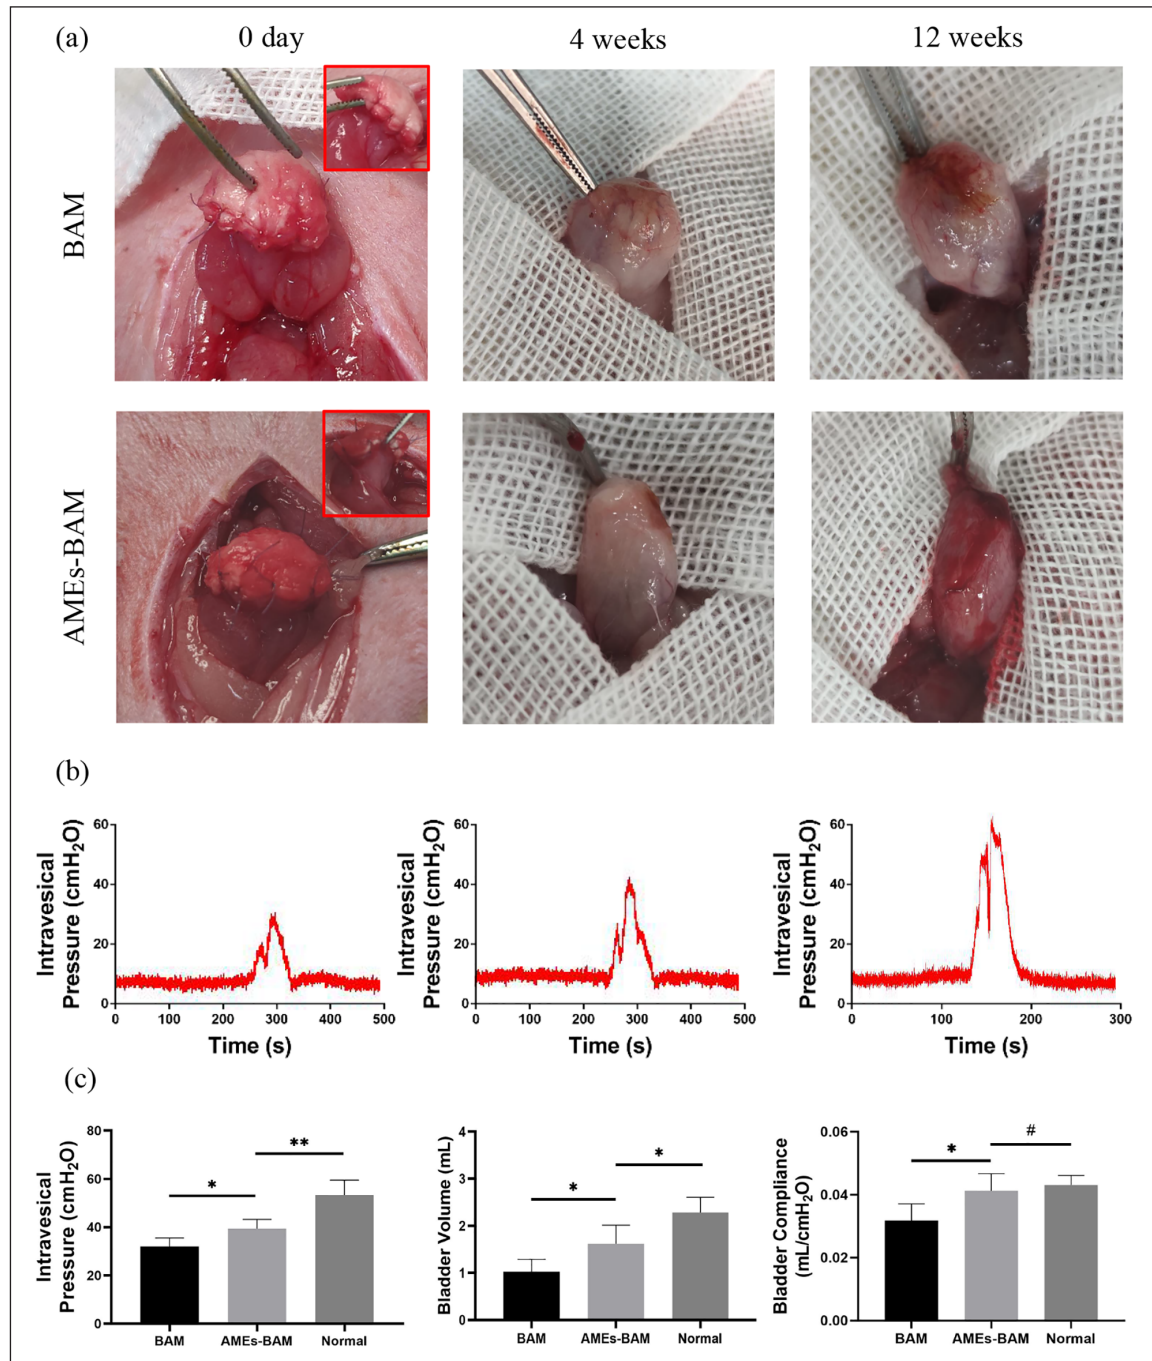 (a)
0 day
4 weeks
12 weeks
BAM
AMEs-BAM
(b)
Intravesical
Pressure (cmH₂O)
60
40
20
0
0 100 200 300 400 500
Time (s)
Intravesical
Pressure (cmH₂O)
60
40
20
0
0 100 200 300 400 500
Time (s)
Intravesical
Pressure (cmH₂O)
60
40
20
0
0 100 200 300
Time (s)
(c)
Intravesical
Pressure (cmH₂O)
80
60
40
20
0
*
**
BAM AMEs-BAM Normal
Bladder Volume (mL)
4
3
2
1
0
*
*
BAM AMEs-BAM Normal
Bladder Compliance
(mL/cmH₂O)
0.06
0.04
0.02
0.00
*
#
BAM AMEs-BAM Normal